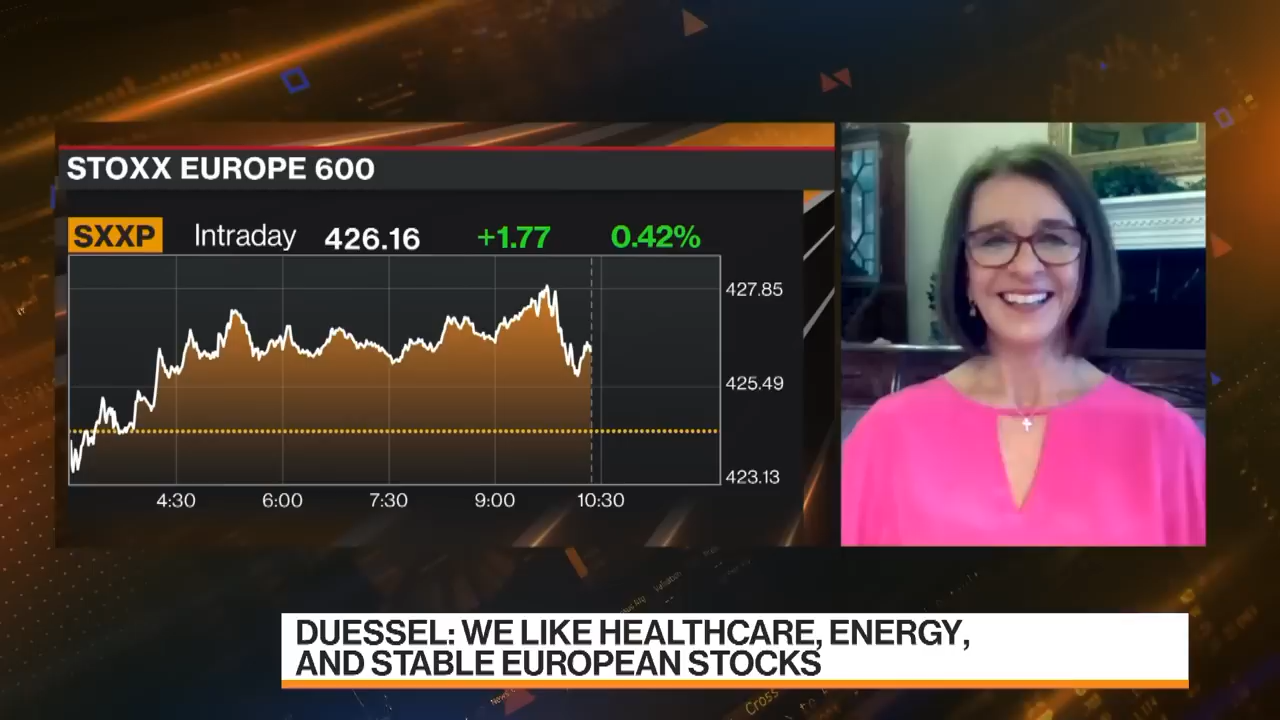 STOXX EUROPE 600
SXXP Intraday 426.16 +1.77 0.42%
427.85
425.49
423.13
4:30 6:00 7:30 9:00 10:30
DUESSEL: WE LIKE HEALTHCARE, ENERGY,
AND STABLE EUROPEAN STOCKS
Cross